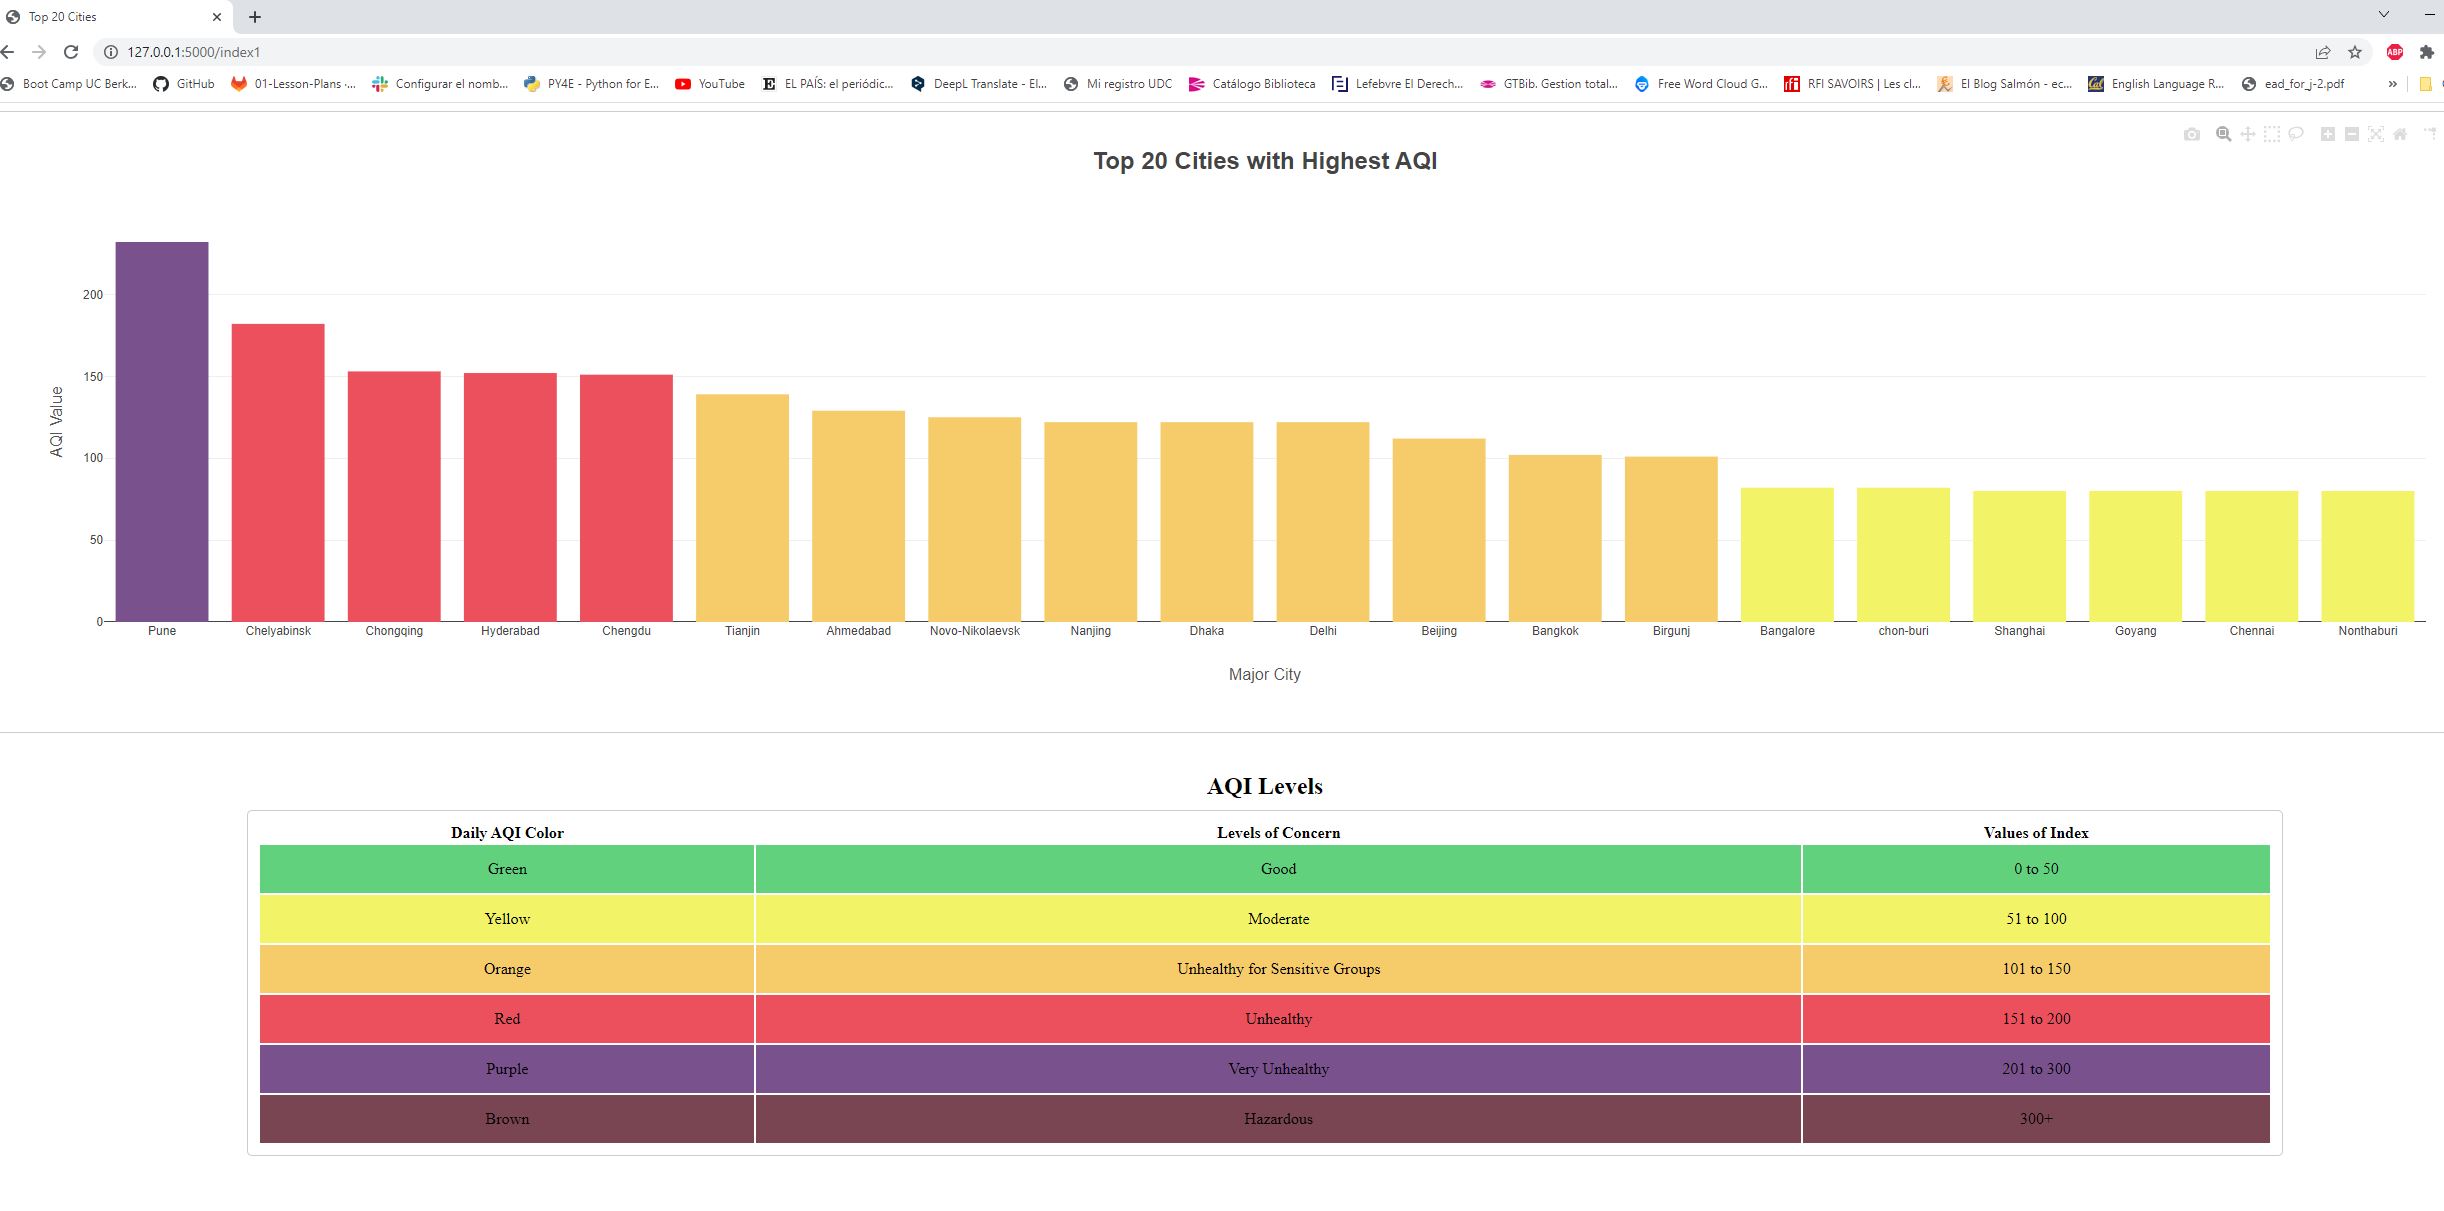 Top 20 Cities
127.0.0.1:5000/index1
Boot Camp UC Berk... GitHub 01-Lesson-Plans ·... Configurar el nomb... PY4E - Python for E... YouTube EL PAÍS: el periódic... DeepL Translate - El... Mi registro UDC Catálogo Biblioteca Lefebvre El Derech... GTBib. Gestion total... Free Word Cloud G... RFI SAVOIRS | Les cl... El Blog Salmón - ec... English Language R... ead_for_j-2.pdf »
ABP
Top 20 Cities with Highest AQI
AQI Value
200
150
100
50
0
Pune Chelyabinsk Chongqing Hyderabad Chengdu Tianjin Ahmedabad Novo-Nikolaevsk Nanjing Dhaka Delhi Beijing Bangkok Birgunj Bangalore chon-buri Shanghai Goyang Chennai Nonthaburi
Major City
AQI Levels
Daily AQI Color Levels of Concern Values of Index
Green Good 0 to 50
Yellow Moderate 51 to 100
Orange Unhealthy for Sensitive Groups 101 to 150
Red Unhealthy 151 to 200
Purple Very Unhealthy 201 to 300
Brown Hazardous 300+